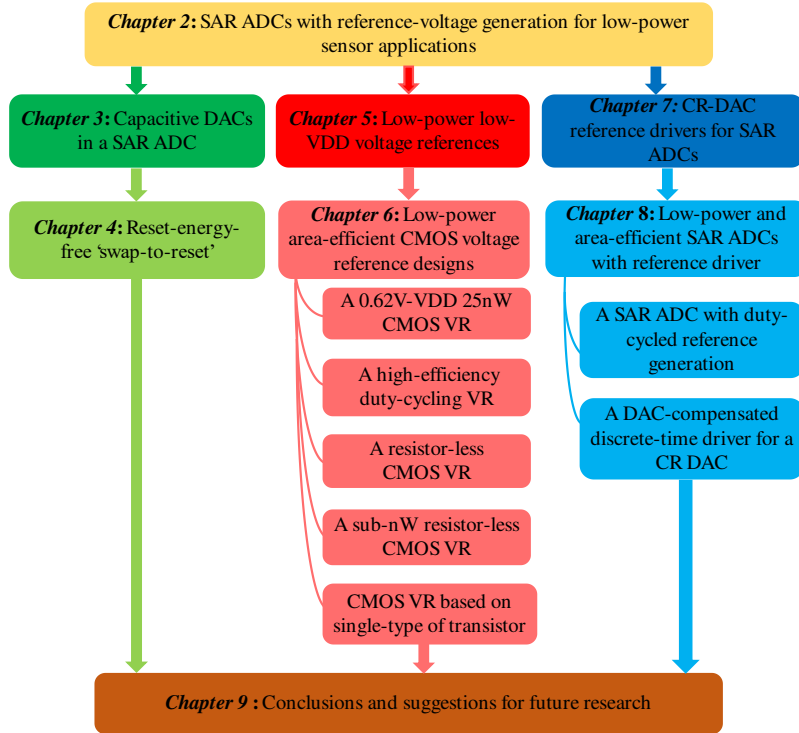 Chapter 2: SAR ADCs with reference-voltage generation for low-power
sensor applications
Chapter 3: Capacitive DACs
in a SAR ADC
Chapter 5: Low-power low-
VDD voltage references
Chapter 7: CR-DAC
reference drivers for SAR
ADCs
Chapter 4: Reset-energy-
free ‘swap-to-reset’
Chapter 6: Low-power
area-efficient CMOS voltage
reference designs
Chapter 8: Low-power and
area-efficient SAR ADCs
with reference driver
A 0.62V-VDD 25nW
CMOS VR
A high-efficiency
duty-cycling VR
A resistor-less
CMOS VR
A sub-nW resistor-less
CMOS VR
CMOS VR based on
single-type of transistor
A SAR ADC with duty-
cycled reference
generation
A DAC-compensated
discrete-time driver for a
CR DAC
Chapter 9 : Conclusions and suggestions for future research